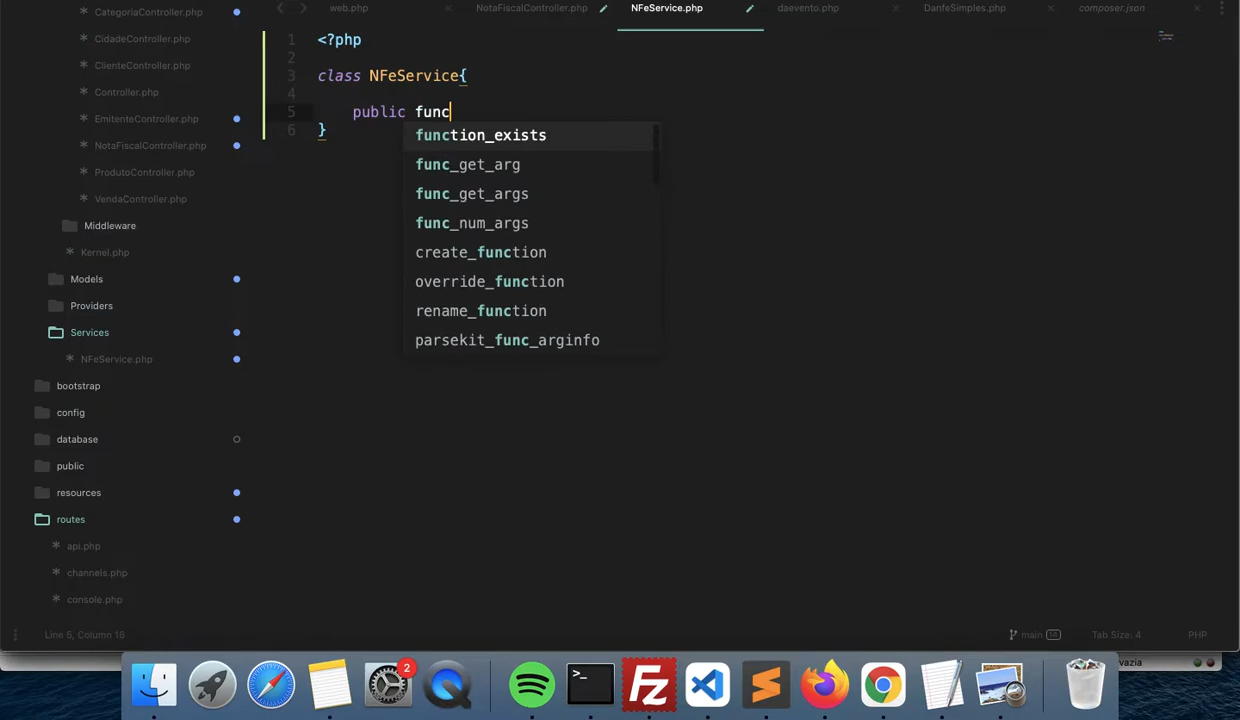 web.php
NotaFiscalController.php
NFeService.php
daevento.php
DanfeSimples.php
composer.json
CategoriaController.php
CidadeController.php
ClienteController.php
Controller.php
EmitenteController.php
NotaFiscalController.php
ProdutoController.php
VendaController.php
Middleware
Kernel.php
Models
Providers
Services
NFeService.php
bootstrap
config
database
public
resources
routes
api.php
channels.php
console.php
1 <?php
2
3 class NFeService{
4
5 public func
6 }
function_exists
func_get_arg
func_get_args
func_num_args
create_function
override_function
rename_function
parsekit_func_arginfo
Line 5, Column 16
main 14
Tab Size: 4
PHP
vazia
2
>_
Fz